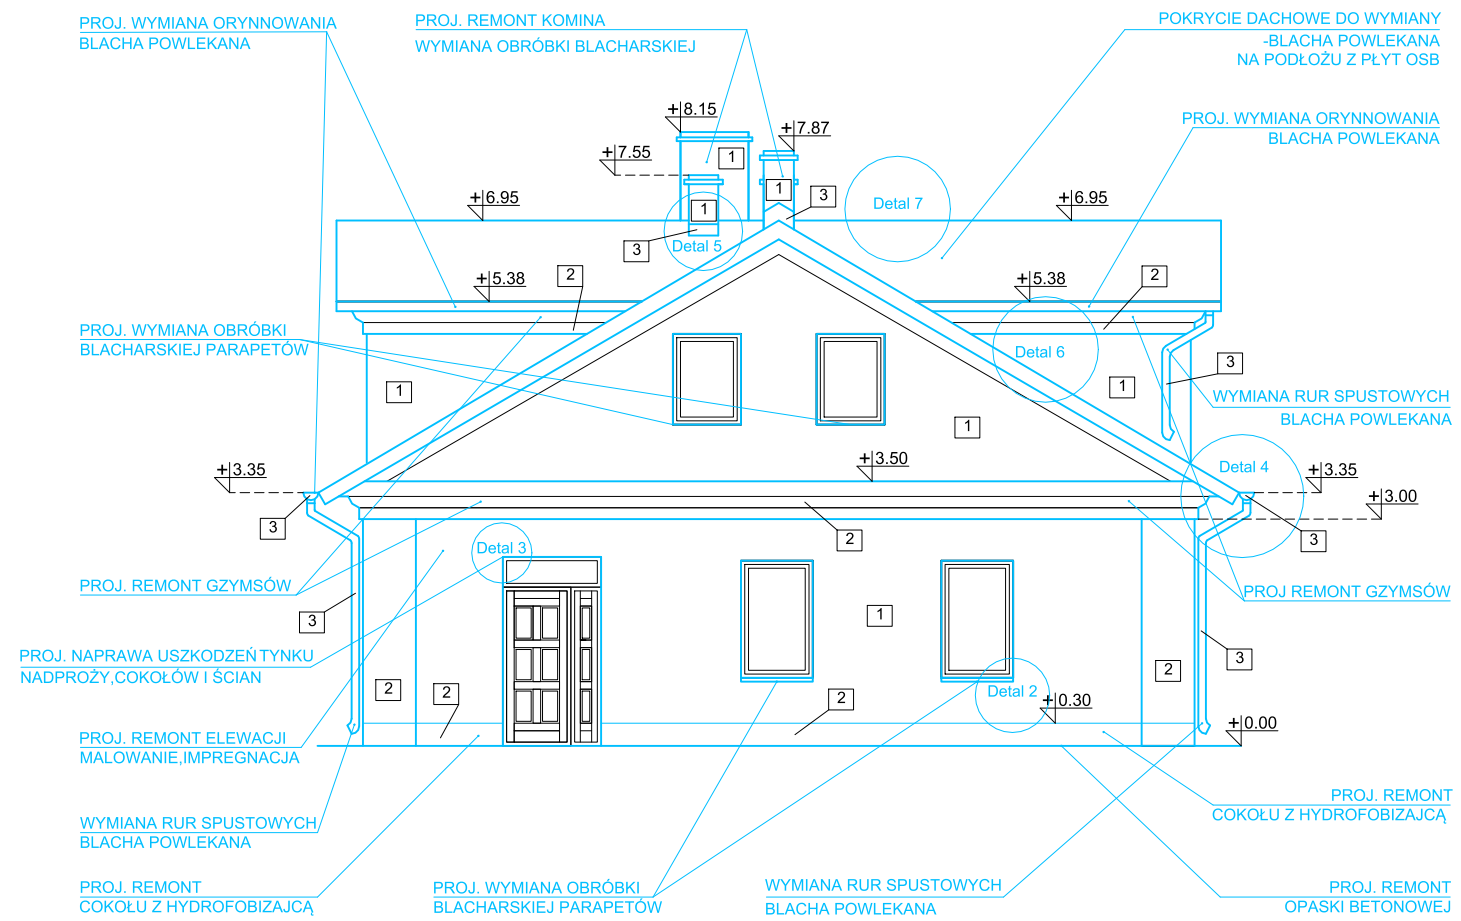 PROJ. WYMIANA ORYNNOWANIA
BLACHA POWLEKANA
PROJ. REMONT KOMINA
WYMIANA OBRÓBKI BLACHARSKIEJ
POKRYCIE DACHOWE DO WYMIANY
-BLACHA POWLEKANA
NA PODŁOŻU Z PŁYT OSB
PROJ. WYMIANA ORYNNOWANIA
BLACHA POWLEKANA
+8.15
+7.87
+7.55
1
1
3
1
+6.95
+6.95
Detal 7
3
Detal 5
+5.38
2
+5.38
2
PROJ. WYMIANA OBRÓBKI
BLACHARSKIEJ PARAPETÓW
Detal 6
3
1
1
WYMIANA RUR SPUSTOWYCH
BLACHA POWLEKANA
1
+3.35
+3.50
Detal 4
+3.35
+3.00
3
2
3
Detal 3
PROJ. REMONT GZYMSÓW
PROJ REMONT GZYMSÓW
3
1
PROJ. NAPRAWA USZKODZEŃ TYNKU
NADPROŻY,COKOŁÓW I ŚCIAN
3
2
2
2
Detal 2
2
+0.30
+0.00
PROJ. REMONT ELEWACJI
MALOWANIE,IMPREGNACJA
PROJ. REMONT
COKOŁU Z HYDROFOBIZAJCĄ
WYMIANA RUR SPUSTOWYCH
BLACHA POWLEKANA
PROJ. REMONT
COKOŁU Z HYDROFOBIZAJCĄ
PROJ. WYMIANA OBRÓBKI
BLACHARSKIEJ PARAPETÓW
WYMIANA RUR SPUSTOWYCH
BLACHA POWLEKANA
PROJ. REMONT
OPASKI BETONOWEJ